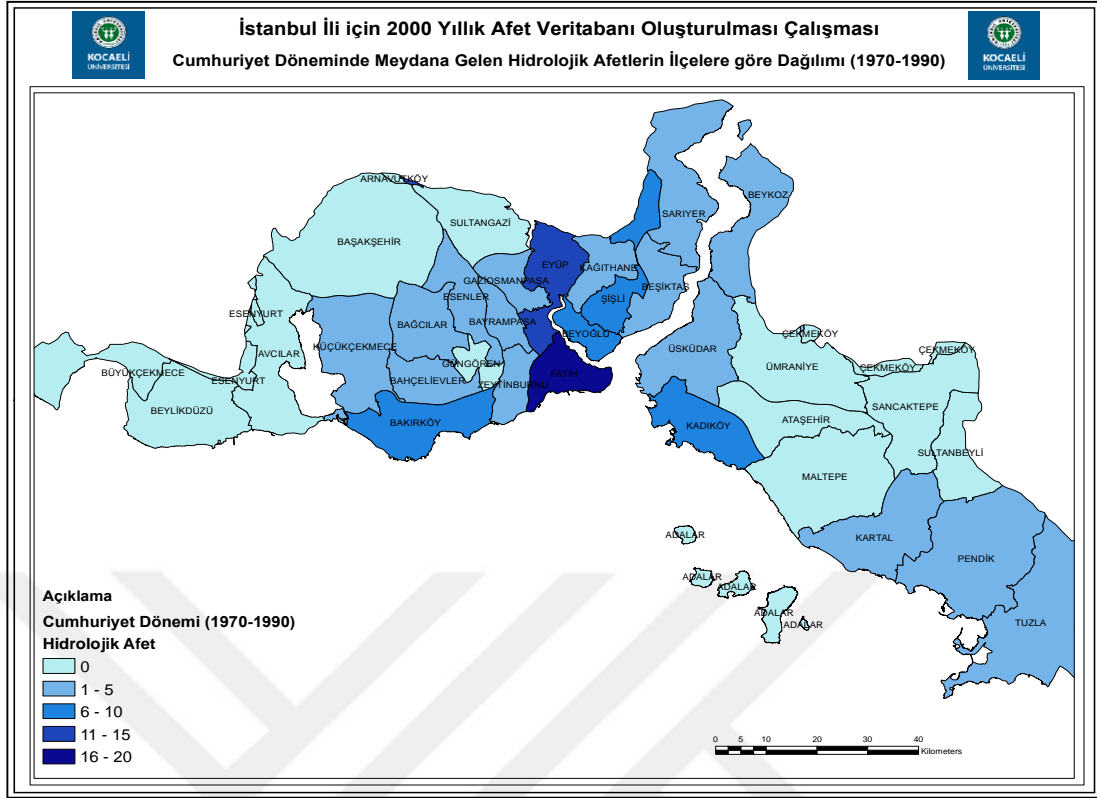 İstanbul İli için 2000 Yıllık Afet Veritabanı Oluşturulması Çalışması
Cumhuriyet Döneminde Meydana Gelen Hidrolojik Afetlerin İlçelere göre Dağılımı (1970-1990)
KOCAELİ
ÜNİVERSİTESİ
KOCAELİ
ÜNİVERSİTESİ
ARNAVUTKÖY
BEYKOZ
SARIYER
SULTANGAZİ
BAŞAKŞEHİR
EYÜP
KAĞITHANE
GAZİOSMANPAŞA
BEŞİKTAŞ
ESENLER
ŞİŞLİ
ESENYURT
BAYRAMPAŞA
BAĞCILAR
BEYOĞLU
ÇEKMEKÖY
KÜÇÜKÇEKMECE
ÜSKÜDAR
ÇEKMEKÖY
AVCILAR
GÜNGÖREN
ÜMRANİYE
ÇEKMEKÖY
BÜYÜKÇEKMECE
FATİH
ESENYURT
BAHÇELİEVLER
ZEYTİNBURNU
BEYLİKDÜZÜ
SANCAKTEPE
BAKIRKÖY
KADIKÖY
ATAŞEHİR
SULTANBEYLİ
MALTEPE
ADALAR
KARTAL
PENDİK
ADALAR
ADALAR
ADALAR
ADALAR
TUZLA
Açıklama
Cumhuriyet Dönemi (1970-1990)
Hidrolojik Afet
0
1 - 5
6 - 10
11 - 15
16 - 20
0 5 10 20 30 40
Kilometers